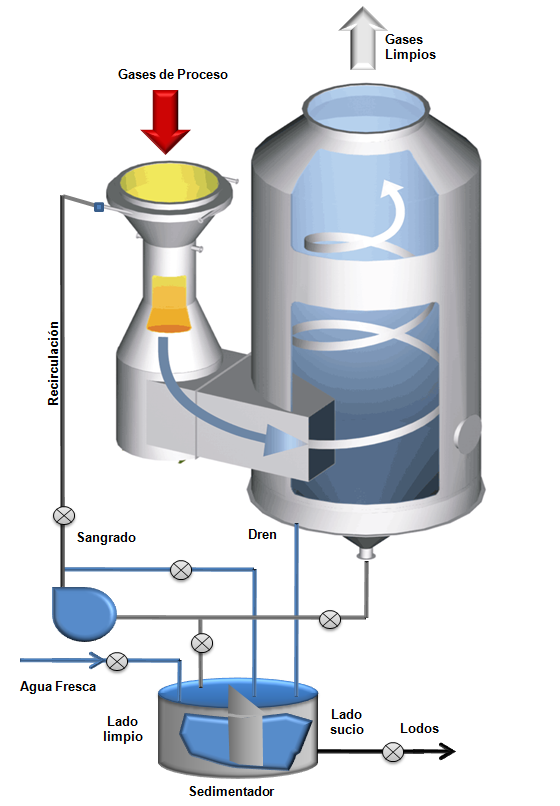 Gases
Limpios
Gases de Proceso
Recirculación
Sangrado
Dren
Agua Fresca
Lado
limpio
Lado
sucio
Lodos
Sedimentador